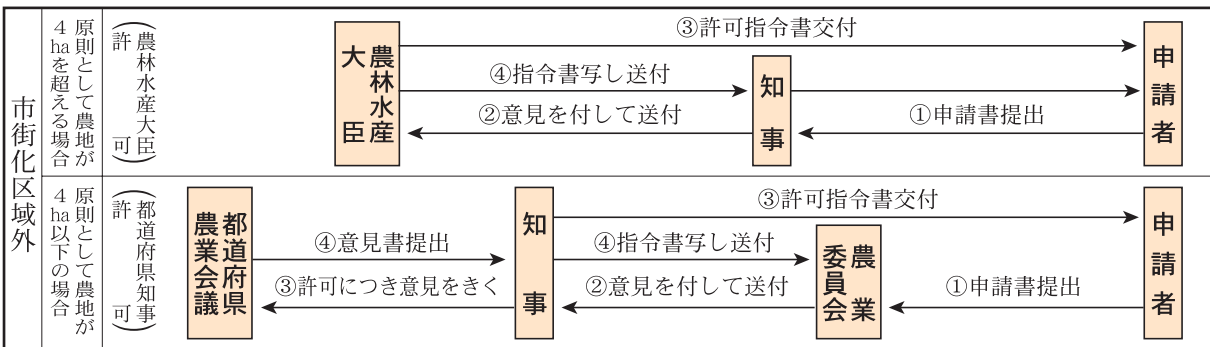 市街化区域外
原則として農地が
4haを超える場合
(農林水産大臣
許可)
農林水産
大臣
③許可指令書交付
④指令書写し送付
②意見を付して送付
知事
①申請書提出
申請者
原則として農地が
4ha以下の場合
(都道府県知事
許可)
都道府県
農業会議
④意見書提出
③許可につき意見をきく
知事
③許可指令書交付
④指令書写し送付
②意見を付して送付
農業
委員会
①申請書提出
申請者